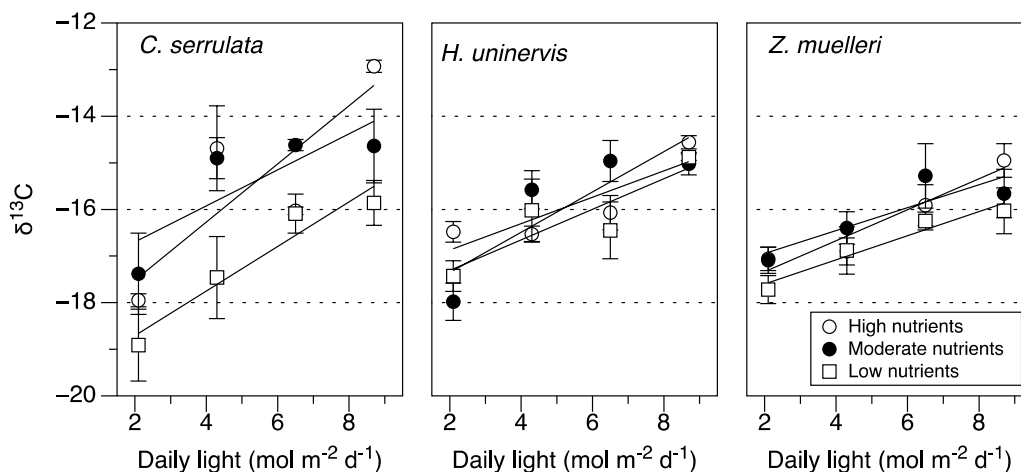 −12
−14
−16
−18
−20
δ13C
C. serrulata
H. uninervis
Z. muelleri
High nutrients
Moderate nutrients
Low nutrients
2 4 6 8
2 4 6 8
2 4 6 8
Daily light (mol m-2 d-1)
Daily light (mol m-2 d-1)
Daily light (mol m-2 d-1)